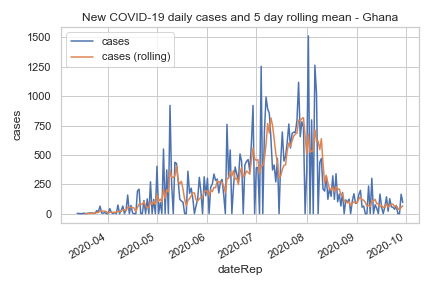 New COVID-19 daily cases and 5 day rolling mean - Ghana
cases
cases (rolling)
1500
1250
1000
750
500
250
0
cases
2020-04
2020-05
2020-06
2020-07
2020-08
2020-09
2020-10
dateRep